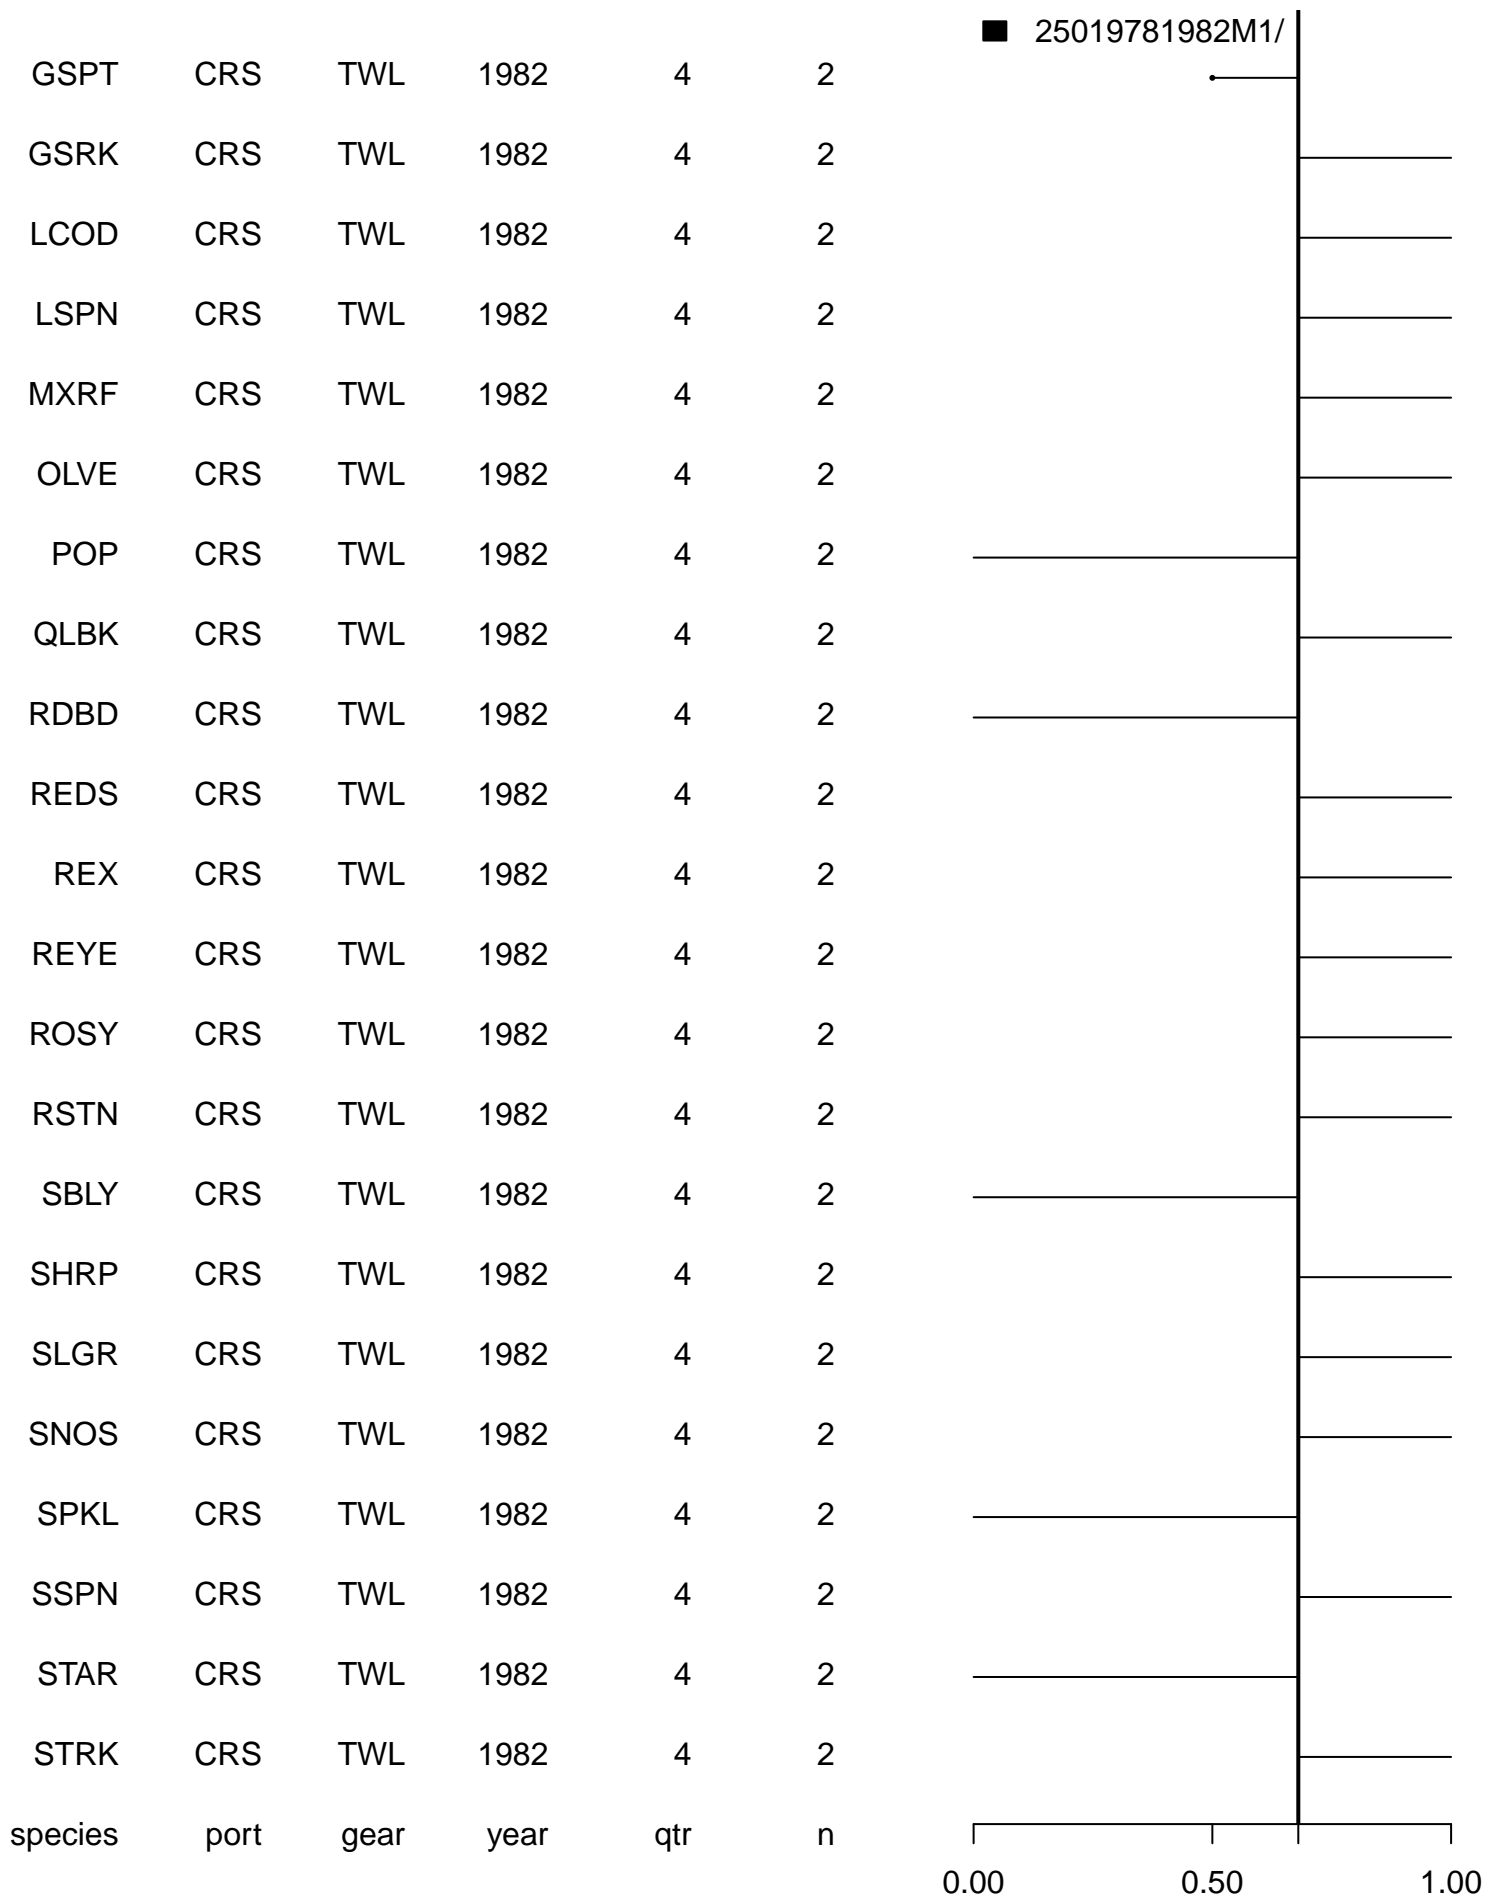 25019781982M1/
GSPT CRS TWL 1982 4 2
GSRK CRS TWL 1982 4 2
LCOD CRS TWL 1982 4 2
LSPN CRS TWL 1982 4 2
MXRF CRS TWL 1982 4 2
OLVE CRS TWL 1982 4 2
POP CRS TWL 1982 4 2
QLBK CRS TWL 1982 4 2
RDBD CRS TWL 1982 4 2
REDS CRS TWL 1982 4 2
REX CRS TWL 1982 4 2
REYE CRS TWL 1982 4 2
ROSY CRS TWL 1982 4 2
RSTN CRS TWL 1982 4 2
SBLY CRS TWL 1982 4 2
SHRP CRS TWL 1982 4 2
SLGR CRS TWL 1982 4 2
SNOS CRS TWL 1982 4 2
SPKL CRS TWL 1982 4 2
SSPN CRS TWL 1982 4 2
STAR CRS TWL 1982 4 2
STRK CRS TWL 1982 4 2
species port gear year qtr n
0.00 0.50 1.00